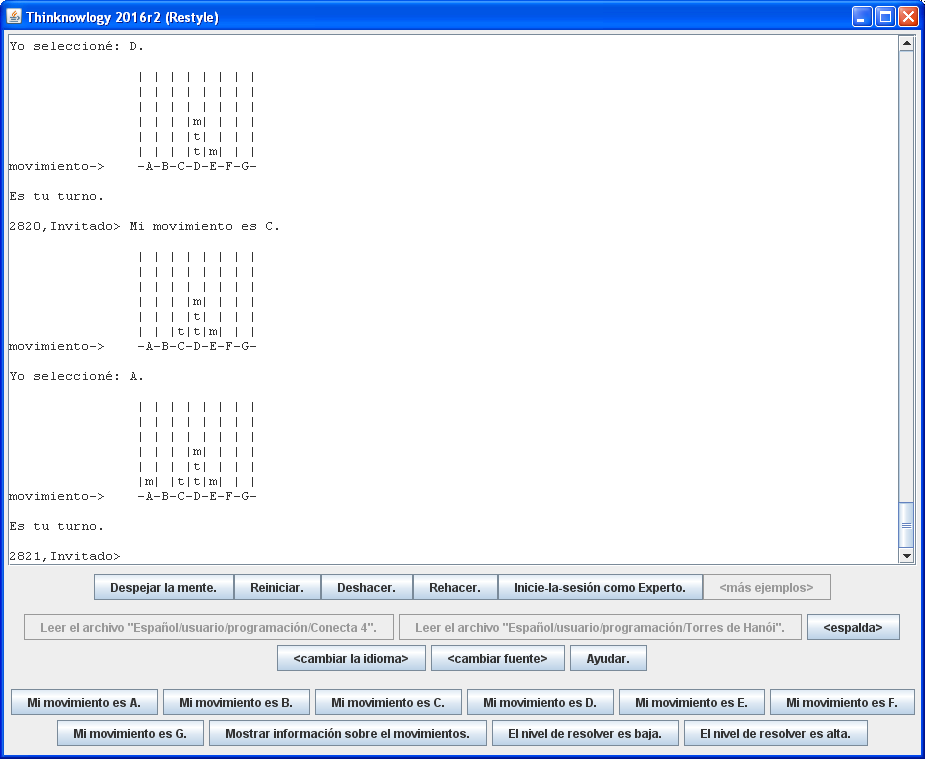 Thinknowlogy 2016r2 (Restyle)
Yo seleccioné: D.
| | | | | | | |
| | | | | | | |
| | | | | | | |
| | | |m| | | |
| | | |t| | | |
| | | |t|m| | |
movimiento-> -A-B-C-D-E-F-G-
Es tu turno.
2820,Invitado> Mi movimiento es C.
| | | | | | | |
| | | | | | | |
| | | | | | | |
| | | |m| | | |
| | | |t| | | |
| | |t|t|m| | |
movimiento-> -A-B-C-D-E-F-G-
Yo seleccioné: A.
| | | | | | | |
| | | | | | | |
| | | | | | | |
| | | |m| | | |
| | | |t| | | |
|m| |t|t|m| | |
movimiento-> -A-B-C-D-E-F-G-
Es tu turno.
2821,Invitado>
Despejar la mente. Reiniciar. Deshacer. Rehacer. Inicie-la-sesión como Experto. <más ejemplos>
Leer el archivo "Español/usuario/programación/Conecta 4". Leer el archivo "Español/usuario/programación/Torres de Hanói". <espalda>
<cambiar la idioma> <cambiar fuente> Ayudar.
Mi movimiento es A. Mi movimiento es B. Mi movimiento es C. Mi movimiento es D. Mi movimiento es E. Mi movimiento es F.
Mi movimiento es G. Mostrar información sobre el movimientos. El nivel de resolver es baja. El nivel de resolver es alta.